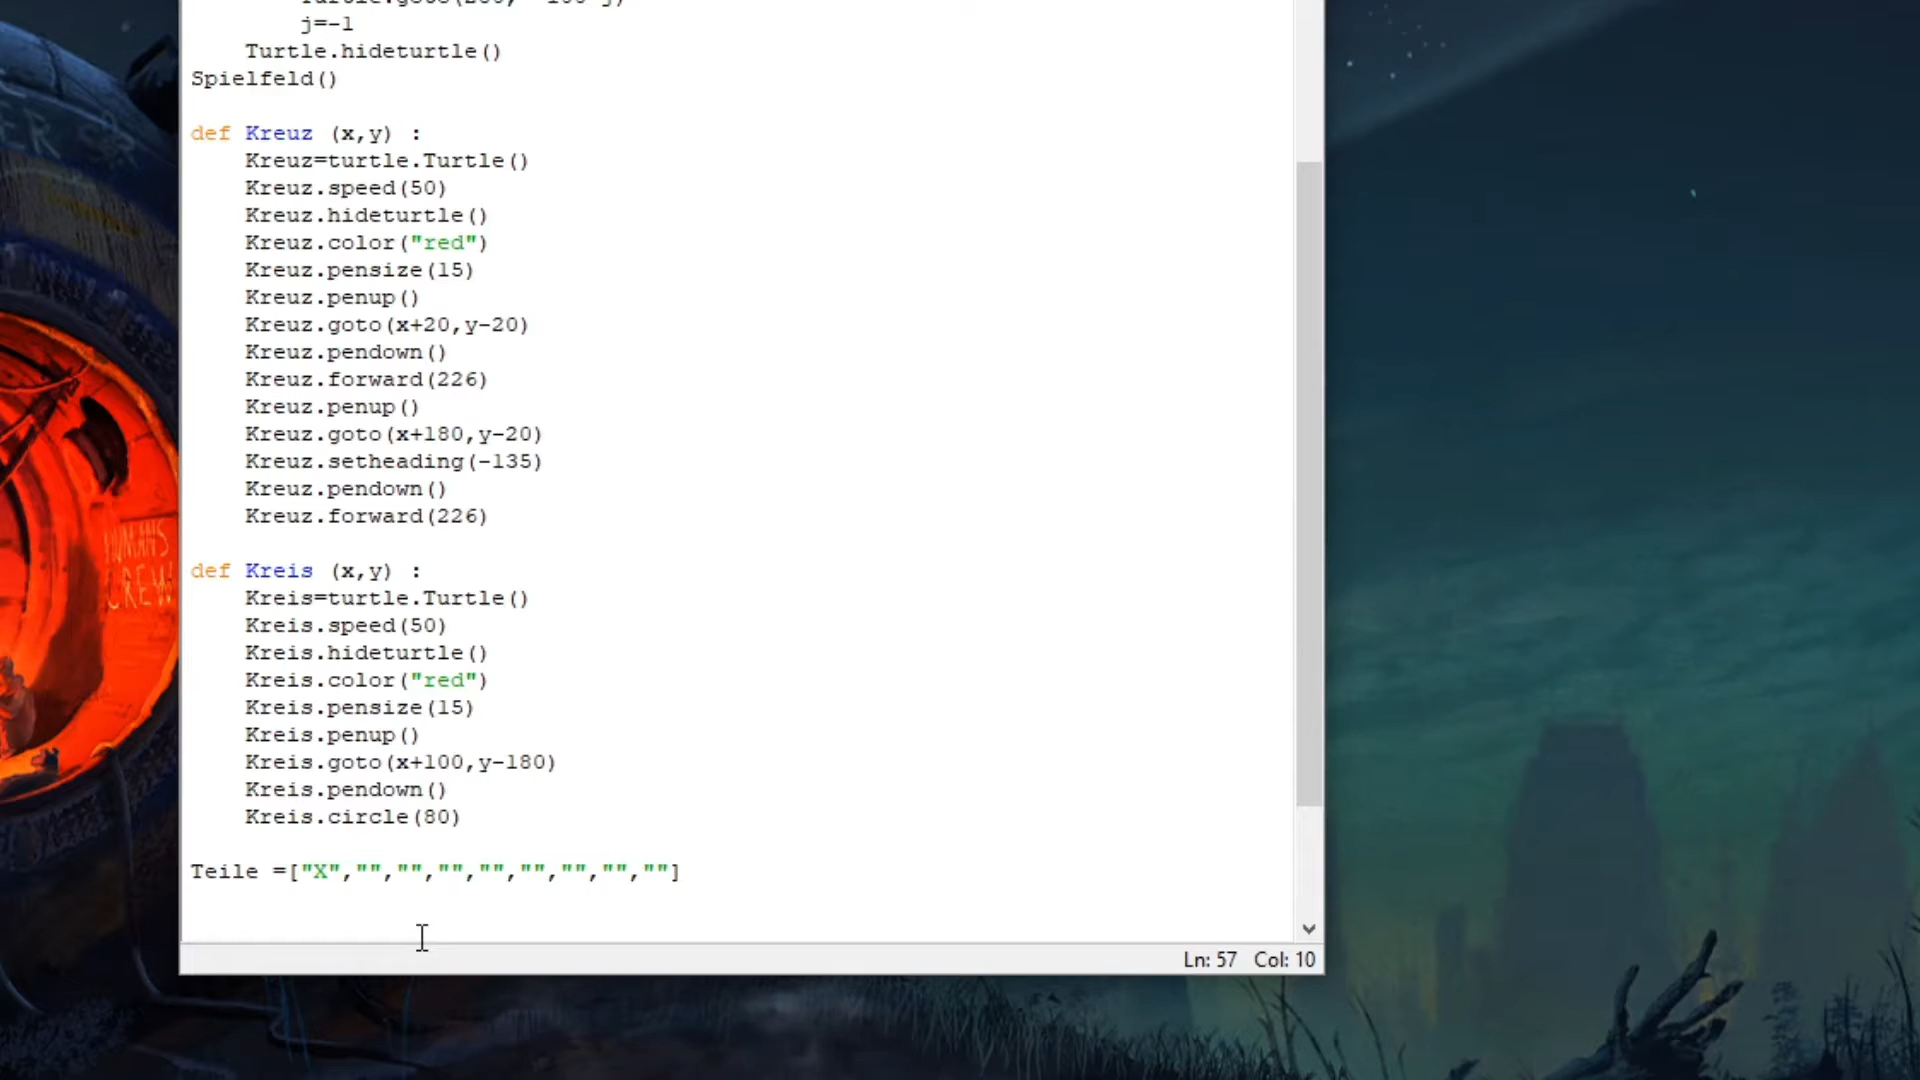 j=-1
Turtle.hideturtle()
Spielfeld()
def Kreuz (x,y) :
Kreuz=turtle.Turtle()
Kreuz.speed(50)
Kreuz.hideturtle()
Kreuz.color("red")
Kreuz.pensize(15)
Kreuz.penup()
Kreuz.goto(x+20,y-20)
Kreuz.pendown()
Kreuz.forward(226)
Kreuz.penup()
Kreuz.goto(x+180,y-20)
Kreuz.setheading(-135)
Kreuz.pendown()
Kreuz.forward(226)
def Kreis (x,y) :
Kreis=turtle.Turtle()
Kreis.speed(50)
Kreis.hideturtle()
Kreis.color("red")
Kreis.pensize(15)
Kreis.penup()
Kreis.goto(x+100,y-180)
Kreis.pendown()
Kreis.circle(80)
Teile =["X","","","","","","","",""]
Ln: 57 Col: 10
HUMANS
CREW